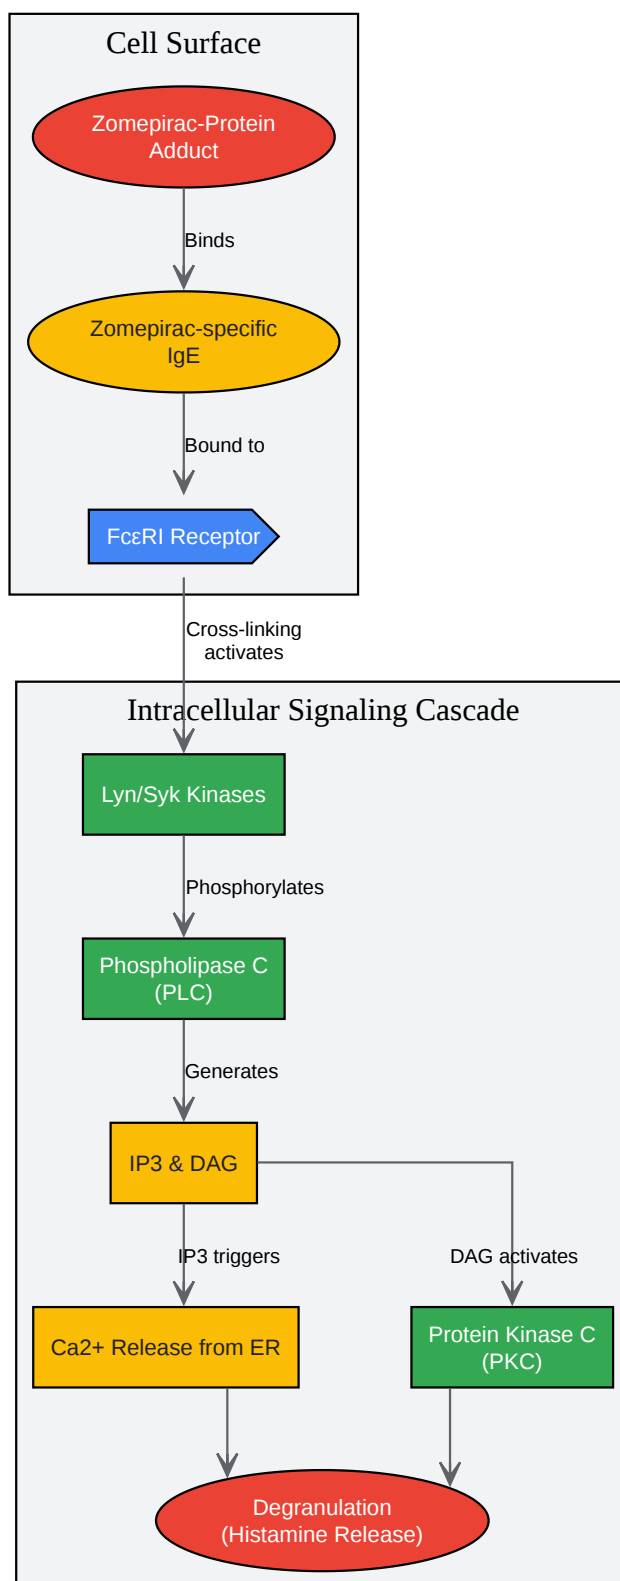 Cell Surface
Zomepirac-Protein
Adduct
Binds
Zomepirac-specific
IgE
Bound to
FcεRI Receptor
Cross-linking
activates
Intracellular Signaling Cascade
Lyn/Syk Kinases
Phosphorylates
Phospholipase C
(PLC)
Generates
IP3 & DAG
IP3 triggers
DAG activates
Ca2+ Release from ER
Protein Kinase C
(PKC)
Degranulation
(Histamine Release)